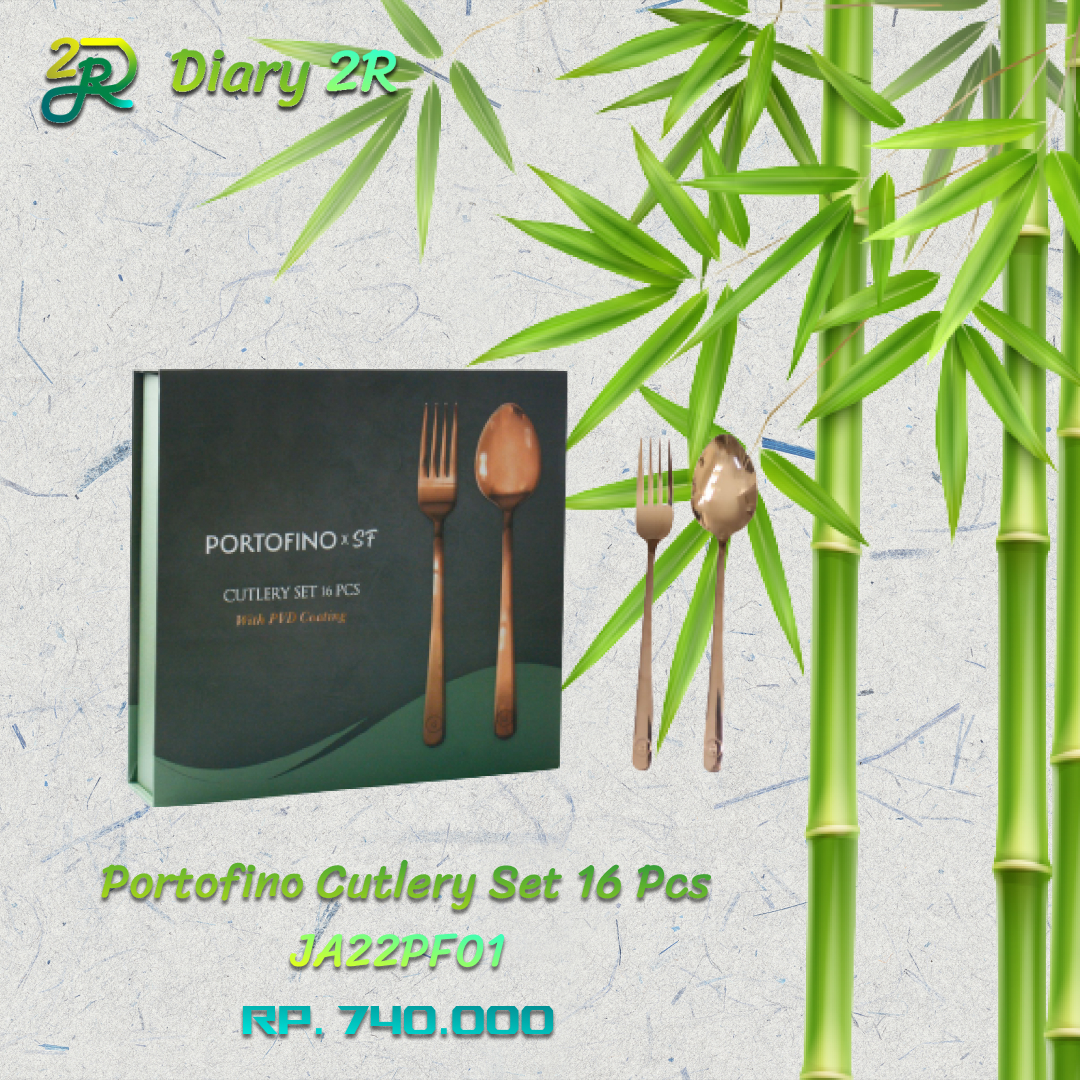 2R Diary 2R
PORTOFINO x SF
CUTLERY SET 16 PCS
With PVD Coating
Portofino Cutlery Set 16 Pcs
JA22PF01
RP. 740.000